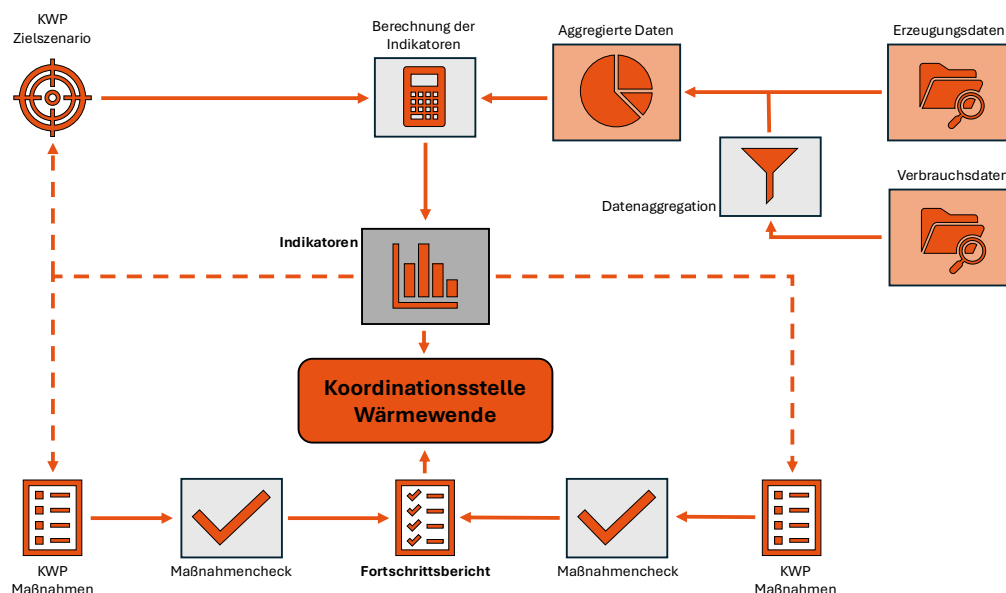 KWP
Zielszenario
Berechnung der
Indikatoren
Aggregierte Daten
Erzeugungsdaten
Verbrauchsdaten
Datenaggregation
Indikatoren
Koordinationsstelle
Wärmewende
KWP
Maßnahmen
Maßnahmencheck
Fortschrittsbericht
Maßnahmencheck
KWP
Maßnahmen